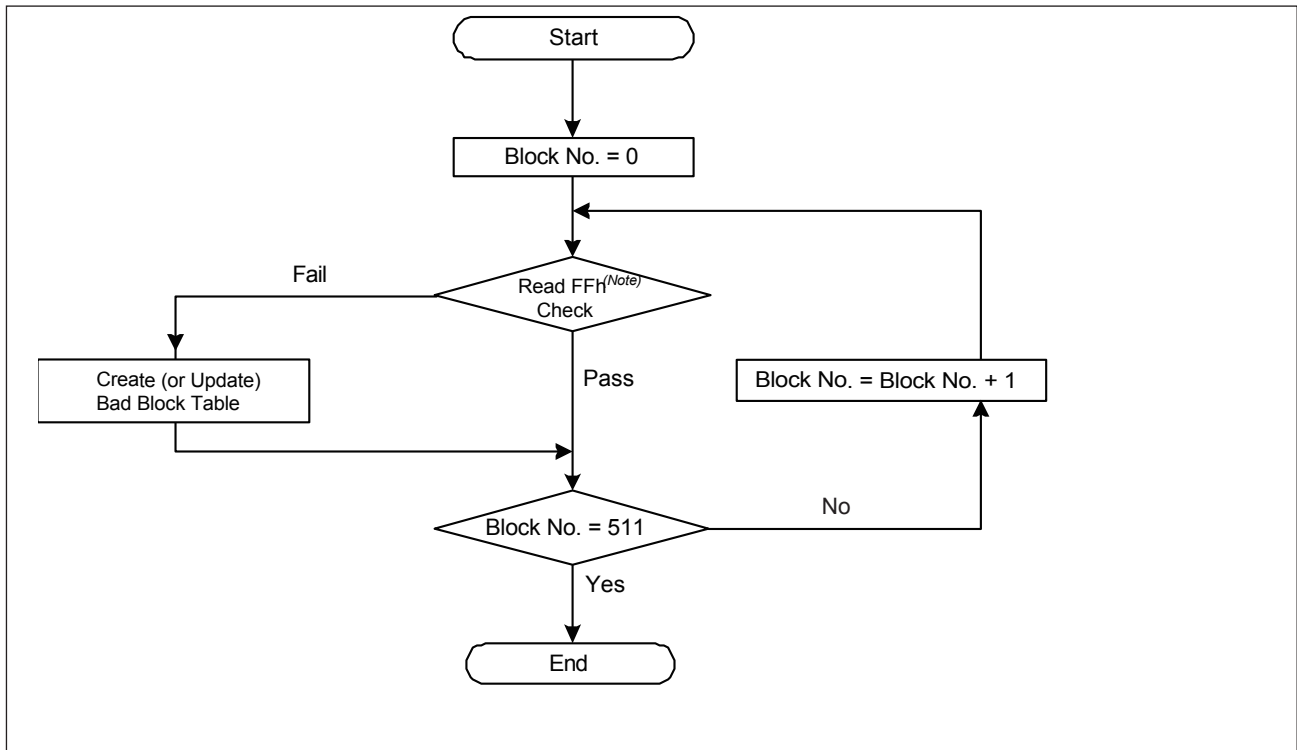 Start
Block No. = 0
Fail
Read FFh(Note)
Check
Create (or Update)
Bad Block Table
Pass
Block No. = Block No. + 1
Block No. = 511
No
Yes
End